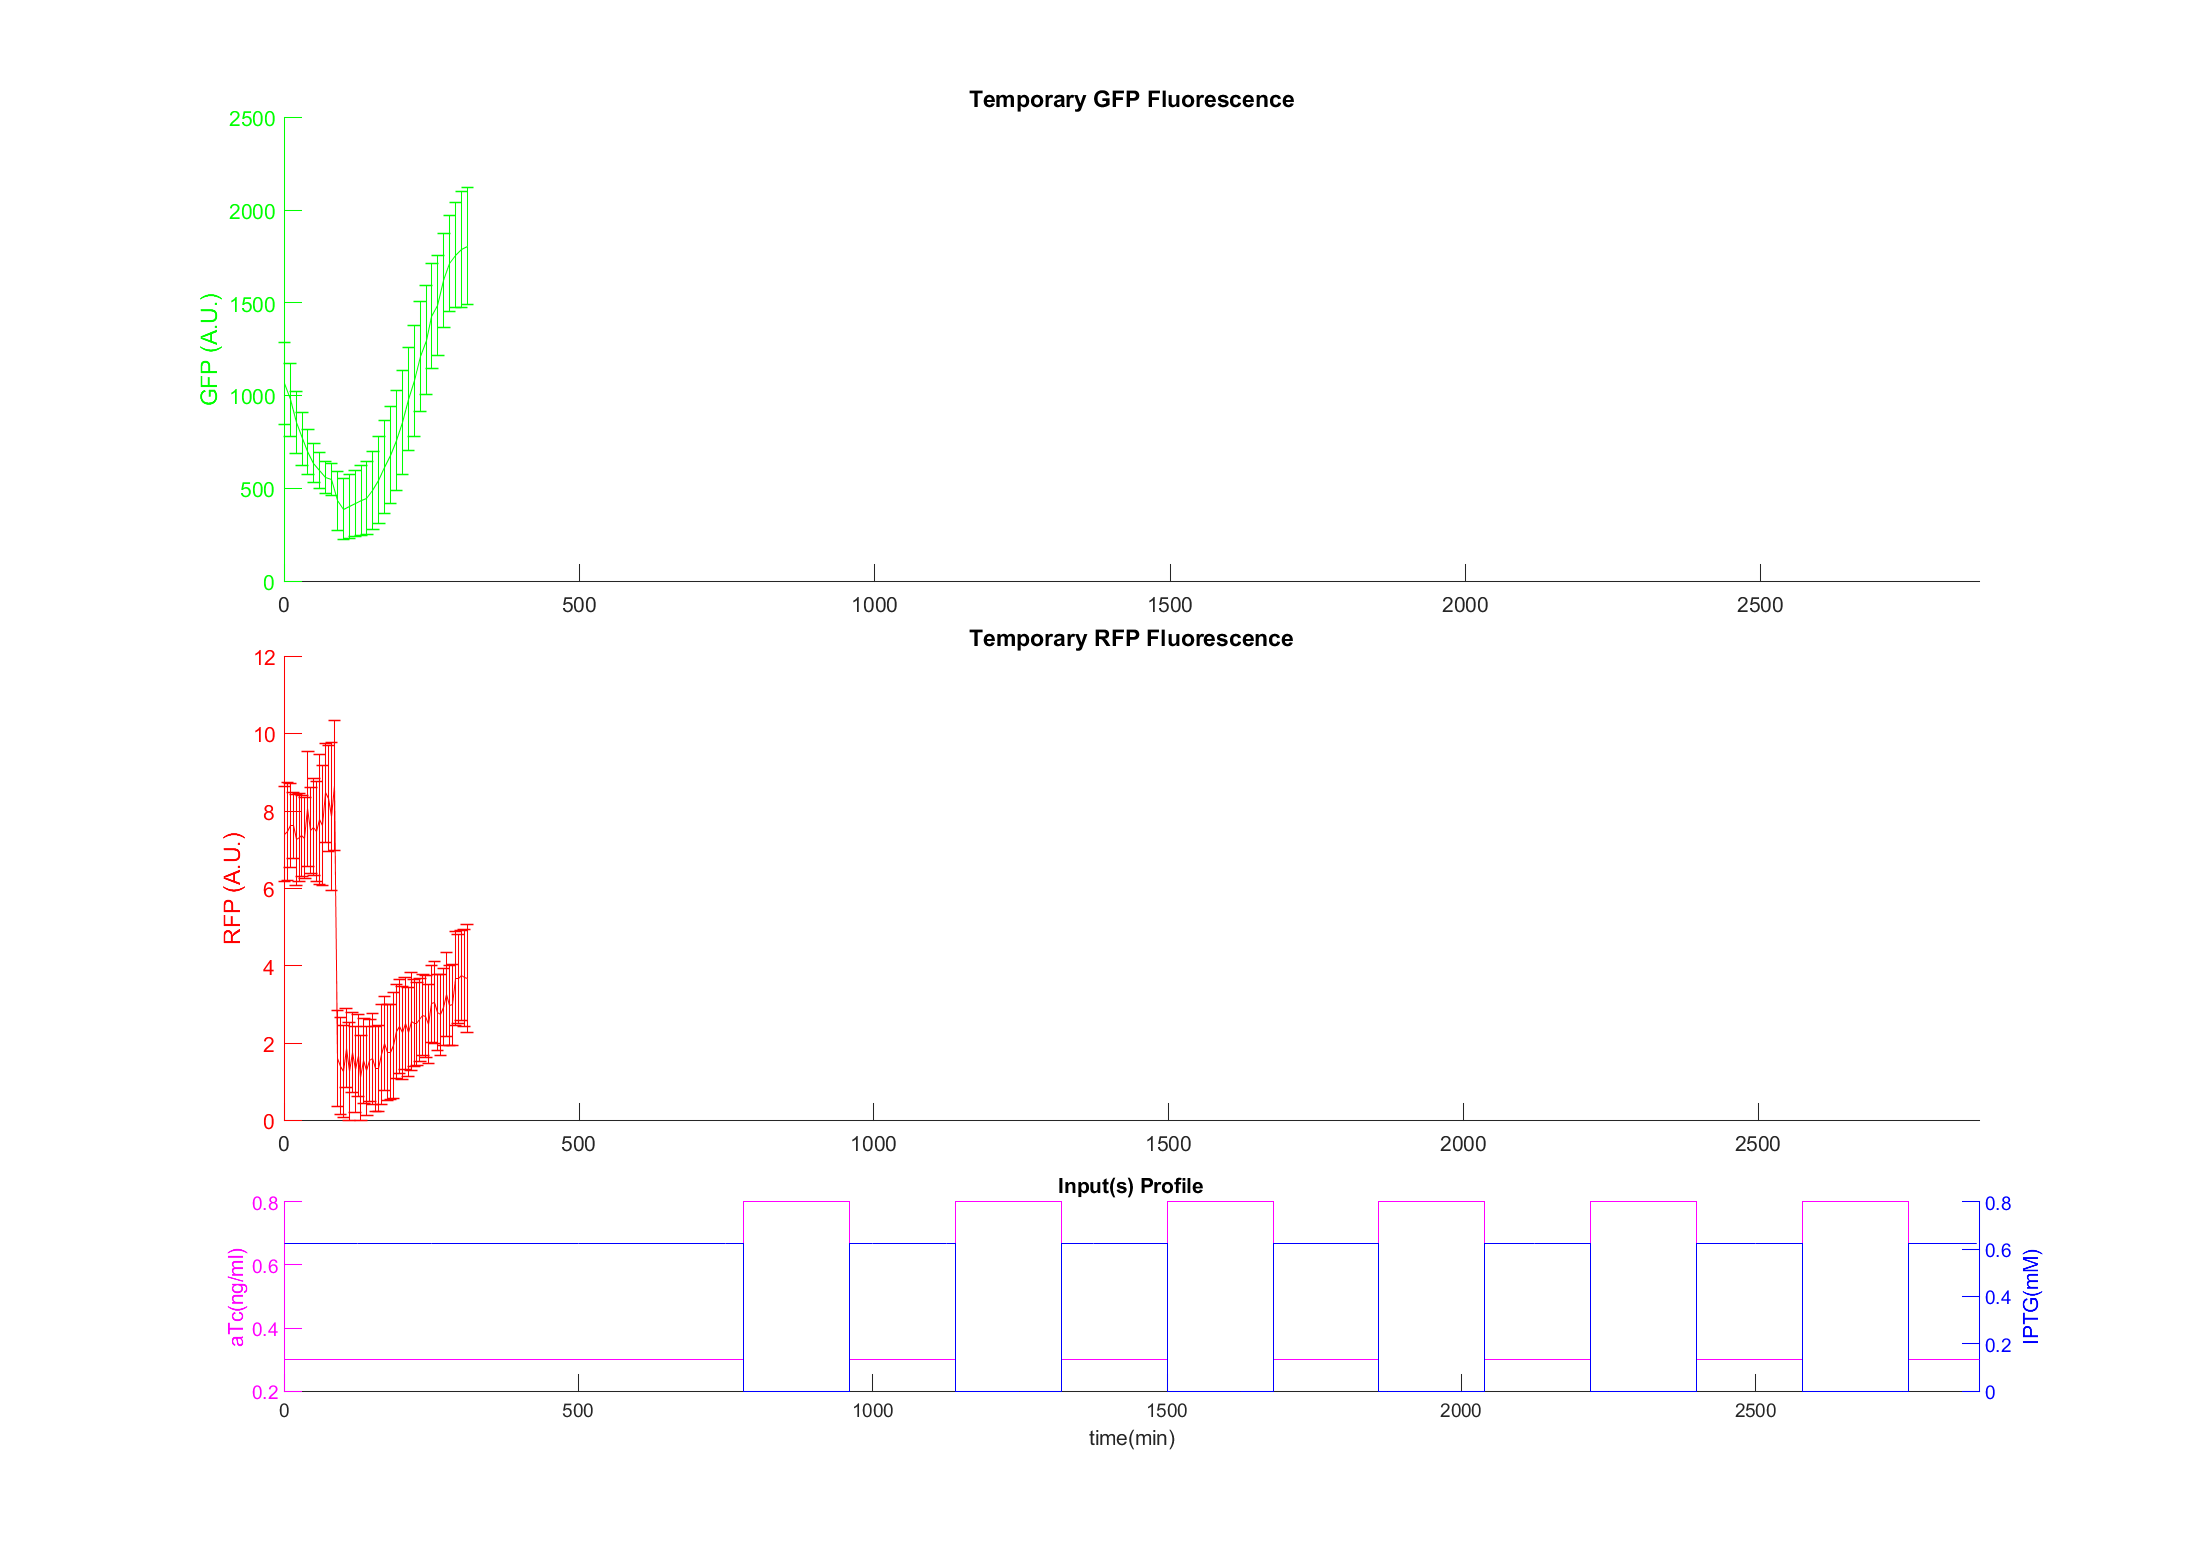 Temporary GFP Fluorescence
2500
2000
1500
1000
500
0
GFP (A.U.)
0 500 1000 1500 2000 2500
Temporary RFP Fluorescence
12
10
8
6
4
2
0
RFP (A.U.)
0 500 1000 1500 2000 2500
Input(s) Profile
0.8
0.6
0.4
0.2
aTc(ng/ml)
0.8
0.6
0.4
0.2
0
IPTG(mM)
0 500 1000 1500 2000 2500
time(min)